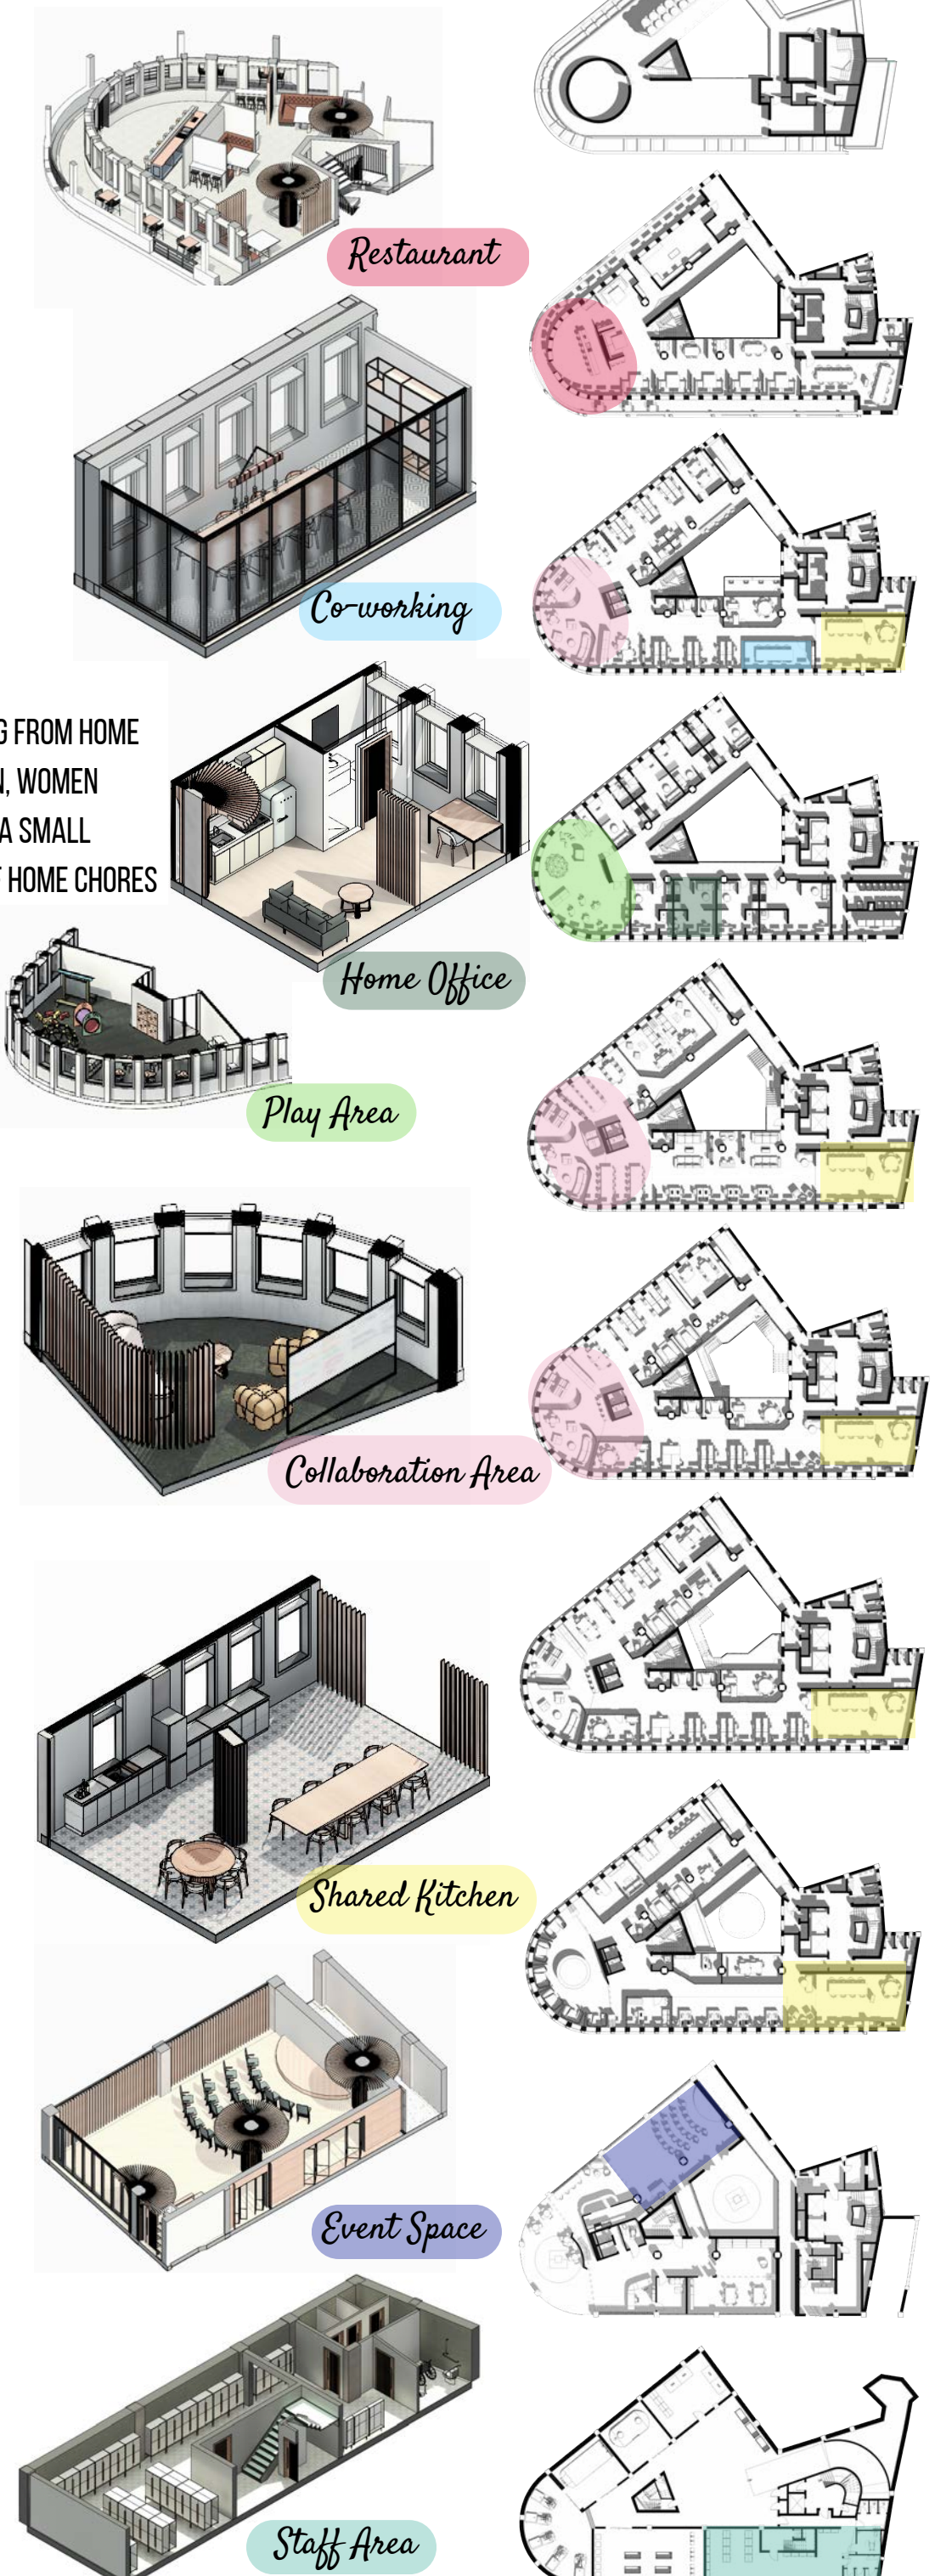 Restaurant
Co-working
FROM HOME
, WOMEN
A SMALL
HOME CHORES
Home Office
Play Area
Collaboration Area
Shared Kitchen
Event Space
Staff Area